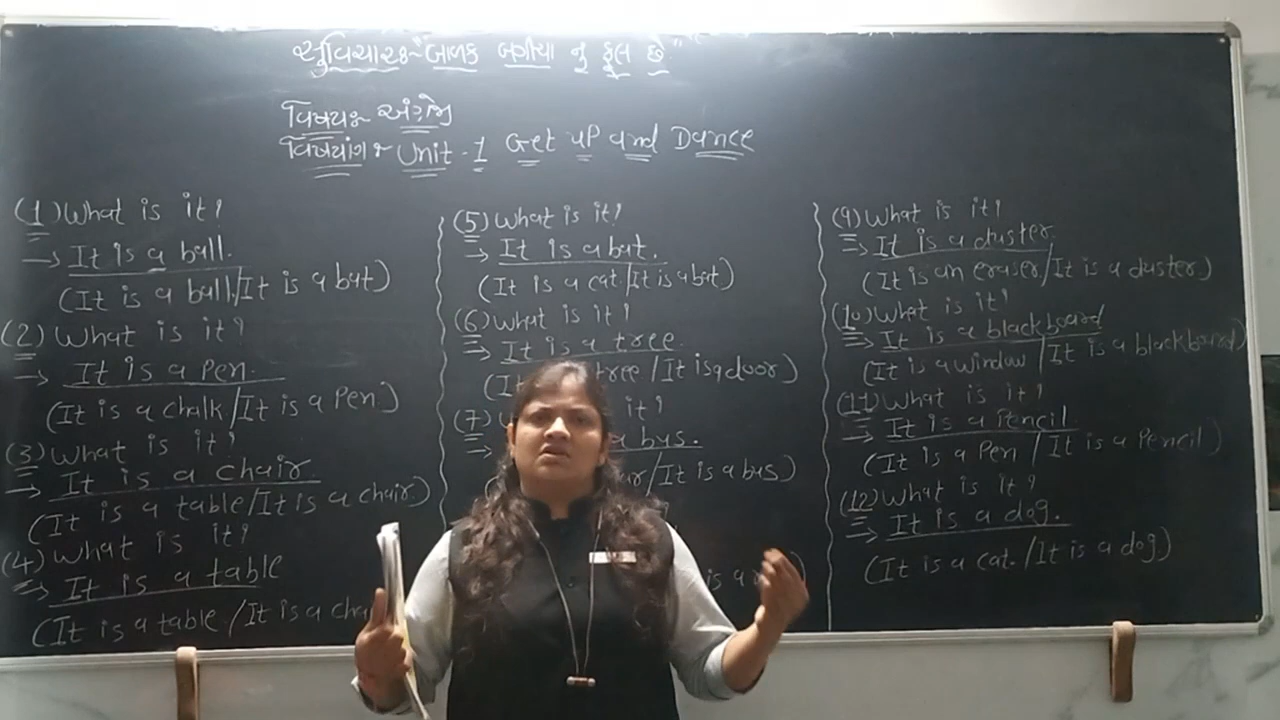 સુવિચારઃ- "બાળક બગીચા નુ ફૂલ છે."
વિષયઃ અંગ્રેજી
વિષયાંગઃ Unit-1 Get up and Dance
(1) What is it?
→ It is a ball.
(It is a ball./It is a bat)
(2) What is it?
→ It is a Pen.
(It is a chalk/It is a Pen.)
(3) What is it?
→ It is a chair.
(It is a table/It is a chair.)
(4) What is it?
→ It is a table
(It is a table./It is a cha
(5) What is it?
→ It is a bat.
(It is a cat./It is a bat)
(6) What is it?
→ It is a tree.
(It tree/It is a door)
(7) it?
→ a bus.
/It is a bus)
is a
(9) What is it?
→ It is a duster.
(It is an eraser/It is a duster.)
(10) What is it?
→ It is a blackboard
(It is a window/It is a blackboard)
(11) What is it?
→ It is a Pencil
(It is a Pen/It is a Pencil)
(12) What is it?
→ It is a dog.
(It is a cat./It is a dog)